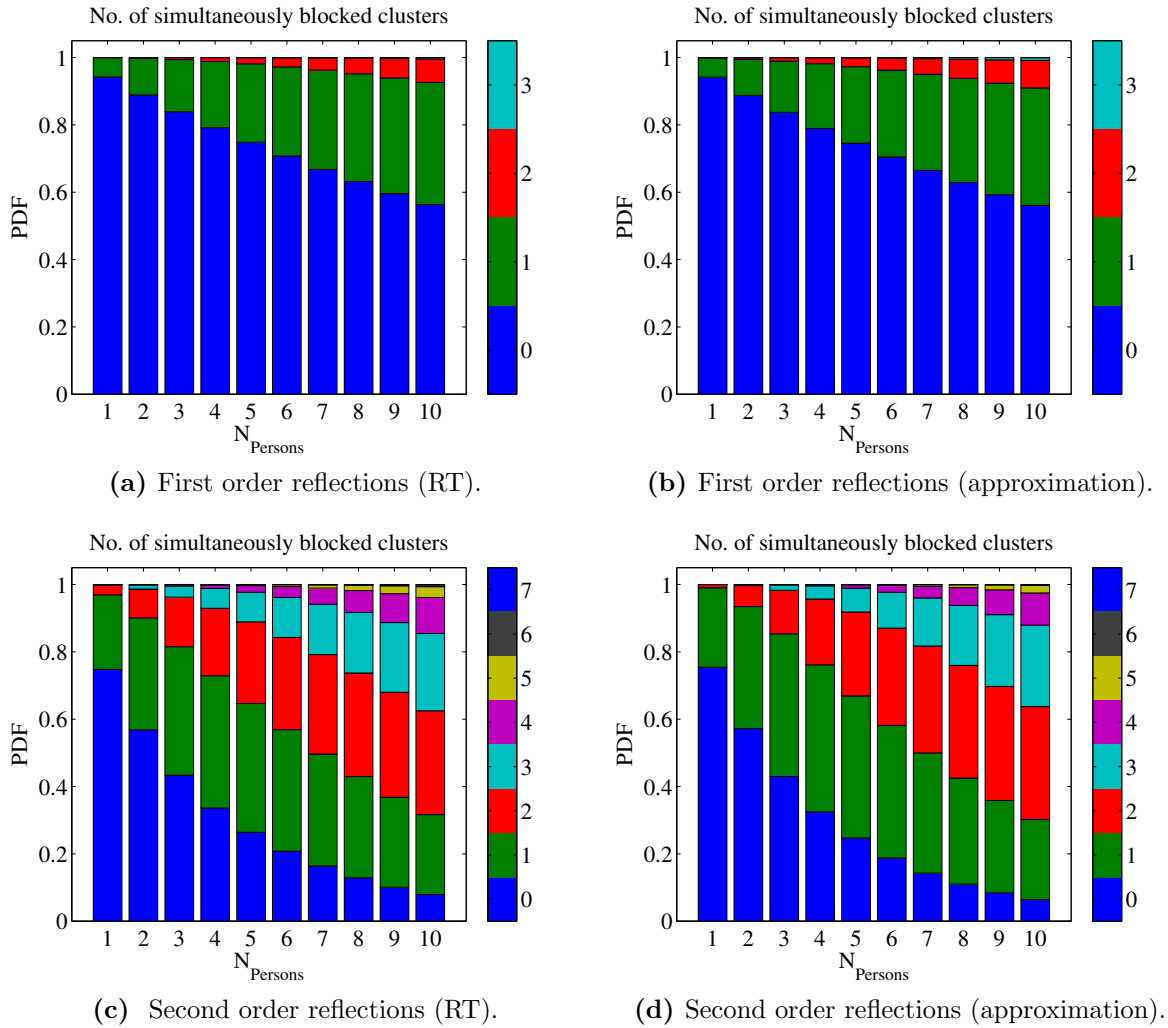 No. of simultaneously blocked clusters
1
0.8
0.6
0.4
0.2
0
PDF
1 2 3 4 5 6 7 8 9 10
N_Persons
3
2
1
0
(a) First order reflections (RT).
No. of simultaneously blocked clusters
1
0.8
0.6
0.4
0.2
0
PDF
1 2 3 4 5 6 7 8 9 10
N_Persons
3
2
1
0
(b) First order reflections (approximation).
No. of simultaneously blocked clusters
1
0.8
0.6
0.4
0.2
0
PDF
1 2 3 4 5 6 7 8 9 10
N_Persons
7
6
5
4
3
2
1
0
(c) Second order reflections (RT).
No. of simultaneously blocked clusters
1
0.8
0.6
0.4
0.2
0
PDF
1 2 3 4 5 6 7 8 9 10
N_Persons
7
6
5
4
3
2
1
0
(d) Second order reflections (approximation).